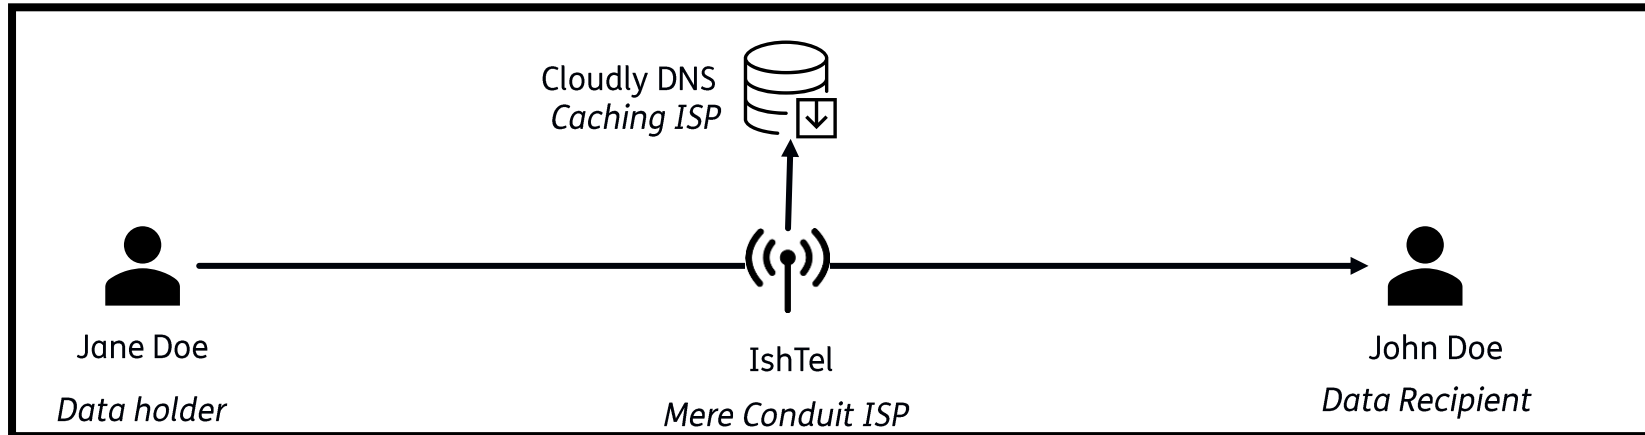 Cloudly DNS
Caching ISP
Jane Doe
Data holder
IshTel
Mere Conduit ISP
John Doe
Data Recipient